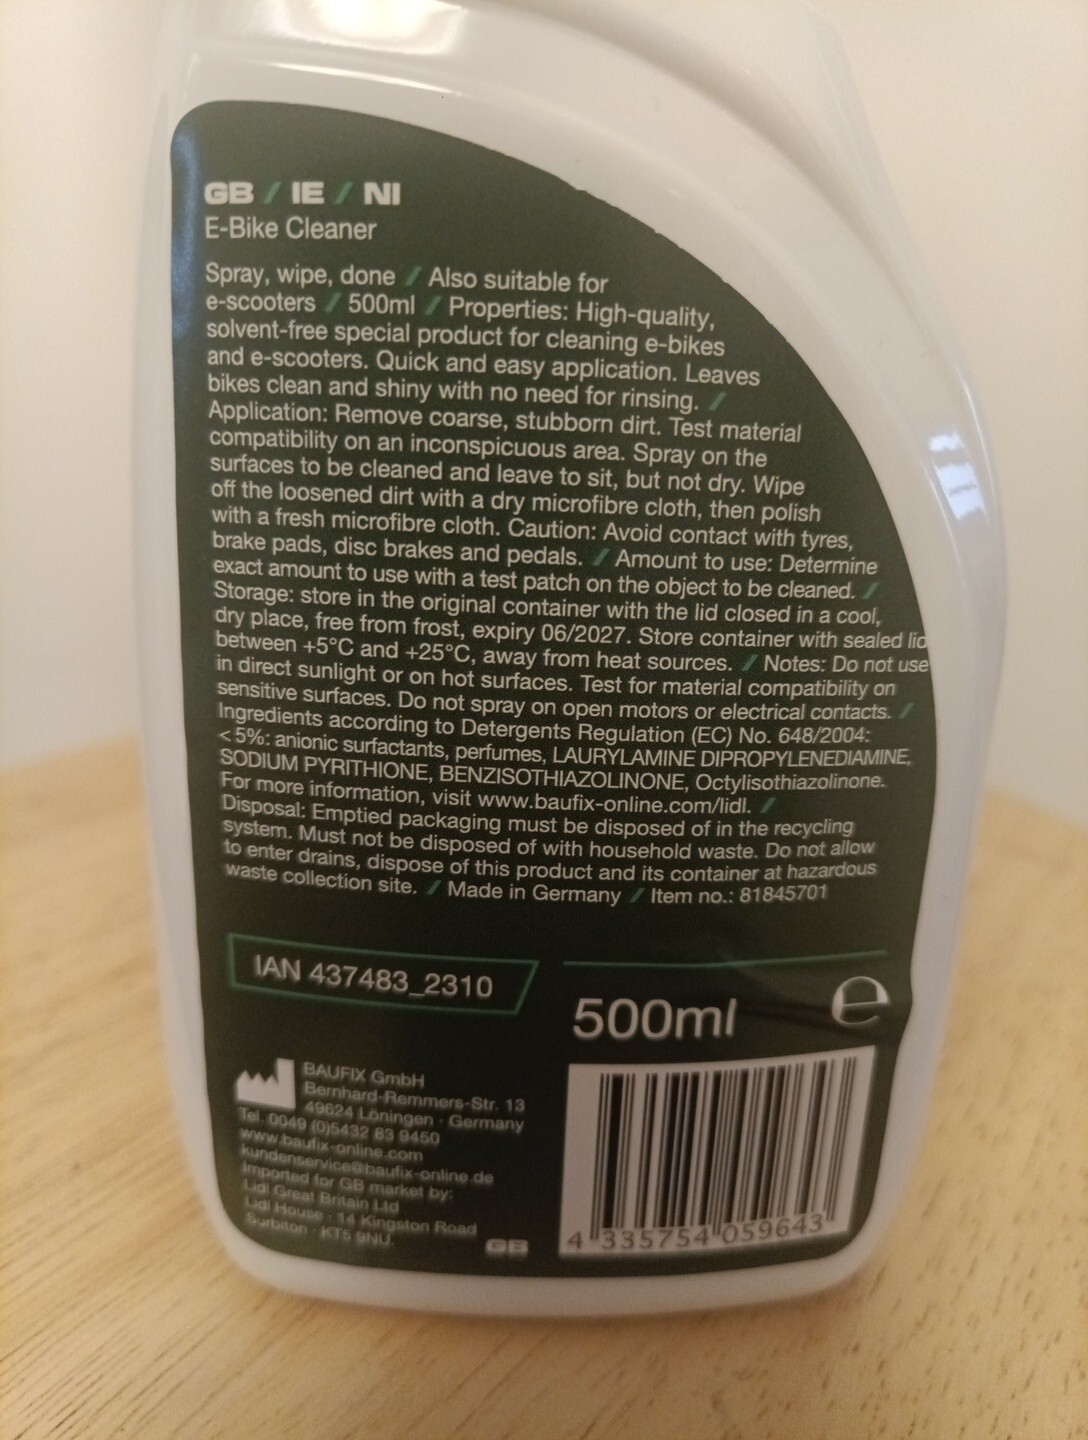 GB / IE / NI
E-Bike Cleaner
Spray, wipe, done / Also suitable for
e-scooters / 500ml / Properties: High-quality,
solvent-free special product for cleaning e-bikes
and e-scooters. Quick and easy application. Leaves
bikes clean and shiny with no need for rinsing. /
Application: Remove coarse, stubborn dirt. Test material
compatibility on an inconspicuous area. Spray on the
surfaces to be cleaned and leave to sit, but not dry. Wipe
off the loosened dirt with a dry microfibre cloth, then polish
with a fresh microfibre cloth. Caution: Avoid contact with tyres,
brake pads, disc brakes and pedals. / Amount to use: Determine
exact amount to use with a test patch on the object to be cleaned. /
Storage: store in the original container with the lid closed in a cool,
dry place, free from frost, expiry 06/2027. Store container with sealed lid
between +5°C and +25°C, away from heat sources. / Notes: Do not use
in direct sunlight or on hot surfaces. Test for material compatibility on
sensitive surfaces. Do not spray on open motors or electrical contacts. /
Ingredients according to Detergents Regulation (EC) No. 648/2004:
< 5%: anionic surfactants, perfumes, LAURYLAMINE DIPROPYLENEDIAMINE,
SODIUM PYRITHIONE, BENZISOTHIAZOLINONE, Octylisothiazolinone.
For more information, visit www.baufix-online.com/lidl. /
Disposal: Emptied packaging must be disposed of in the recycling
system. Must not be disposed of with household waste. Do not allow
to enter drains, dispose of this product and its container at hazardous
waste collection site. / Made in Germany / Item no.: 81845701
IAN 437483_2310
500ml e
BAUFIX GmbH
Bernhard-Remmers-Str. 13
49624 Löningen · Germany
Tel. 0049 (0)5432 83 9450
www.baufix-online.com
kundenservice@baufix-online.de
Imported for GB market by:
Lidl Great Britain Ltd
Lidl House · 14 Kingston Road
Surbiton · KT5 9NU.
GB
4 335754 059643